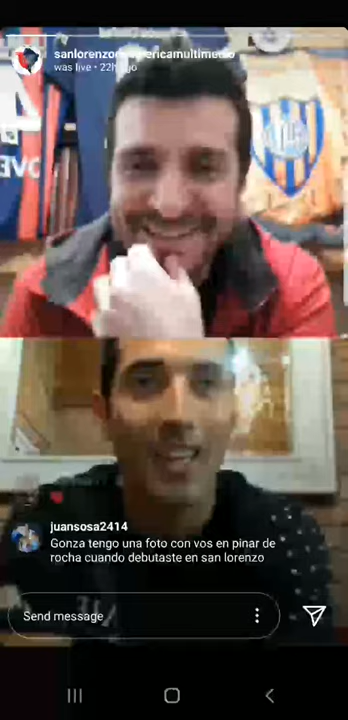 was live • 22h ago
juansosa2414
Gonza tengo una foto con vos en pinar de
rocha cuando debutaste en san lorenzo
Send message